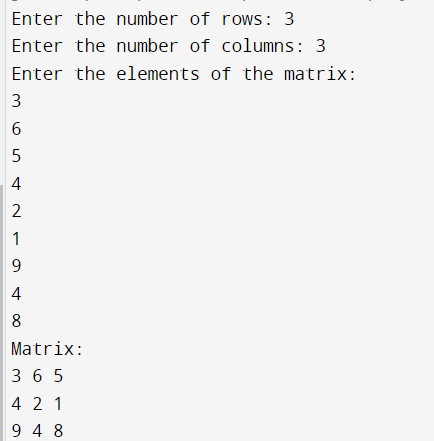 Enter the number of rows: 3
Enter the number of columns: 3
Enter the elements of the matrix:
3
6
5
4
2
1
9
4
8
Matrix:
3 6 5
4 2 1
9 4 8